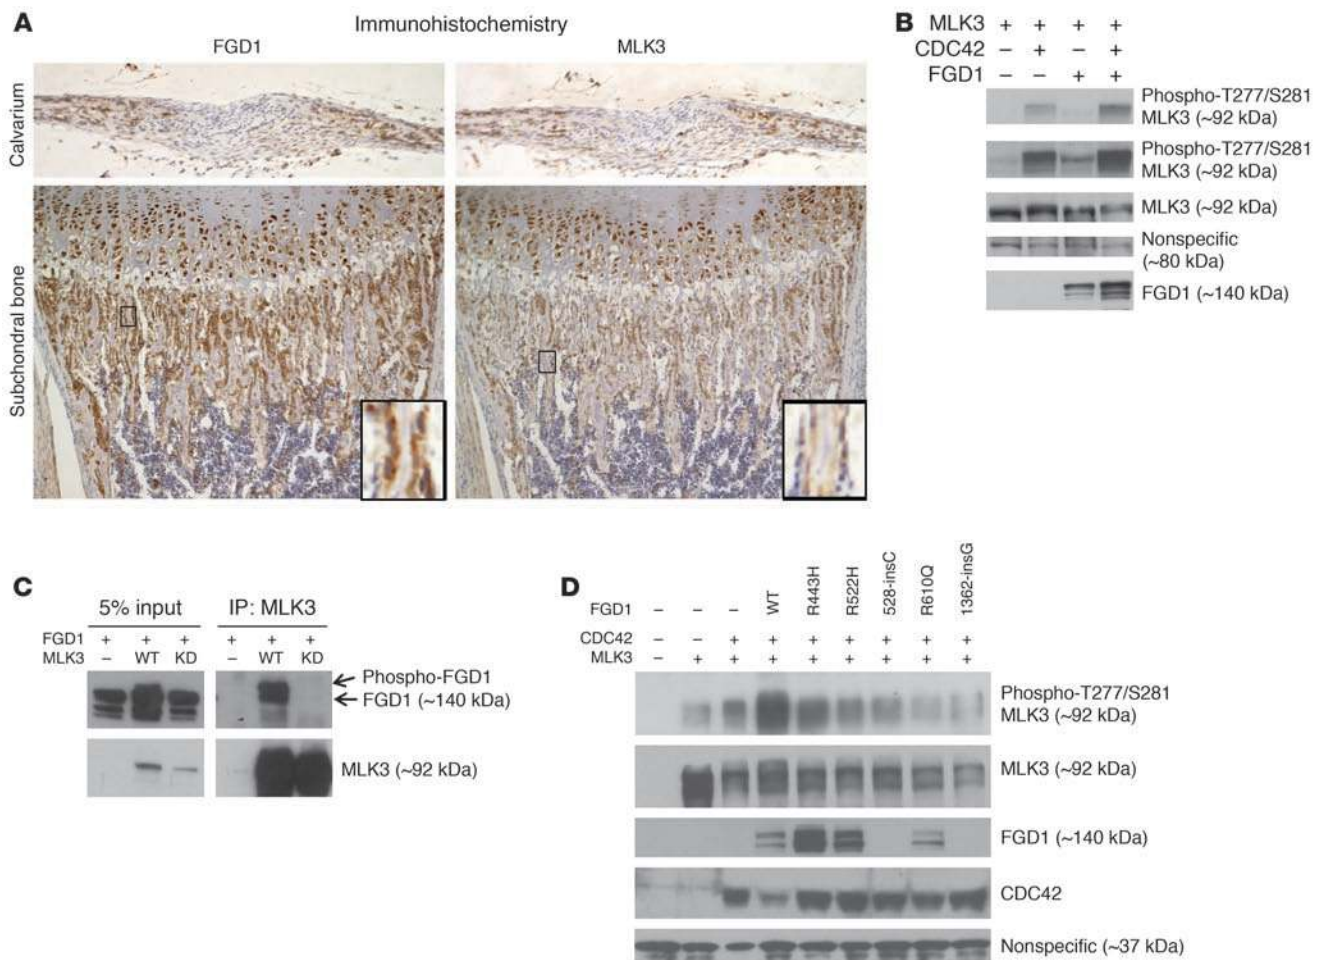 A
Immunohistochemistry
FGD1
MLK3
Calvarium
Subchondral bone
B
MLK3 + + + +
CDC42 – + – +
FGD1 – – + +
Phospho-T277/S281
MLK3 (~92 kDa)
Phospho-T277/S281
MLK3 (~92 kDa)
MLK3 (~92 kDa)
Nonspecific
(~80 kDa)
FGD1 (~140 kDa)
C
5% input
IP: MLK3
FGD1 + + + + + +
MLK3 – WT KD – WT KD
Phospho-FGD1
FGD1 (~140 kDa)
MLK3 (~92 kDa)
D
FGD1 – – – WT R443H R522H 528-insC R610Q 1362-insG
CDC42 – – + + + + + + +
MLK3 – + + + + + + + +
Phospho-T277/S281
MLK3 (~92 kDa)
MLK3 (~92 kDa)
FGD1 (~140 kDa)
CDC42
Nonspecific (~37 kDa)